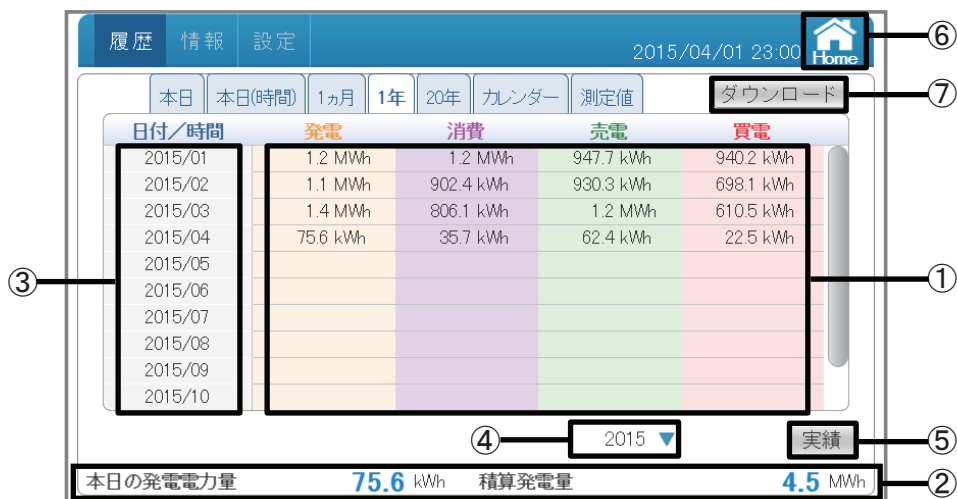 履歴 情報 設定
2015/04/01 23:00 Home ⑥
本日 本日(時間) 1ヵ月 1年 20年 カレンダー 測定値 ダウンロード ⑦
日付/時間 発電 消費 売電 買電
2015/01 1.2 MWh 1.2 MWh 947.7 kWh 940.2 kWh
2015/02 1.1 MWh 902.4 kWh 930.3 kWh 698.1 kWh
2015/03 1.4 MWh 806.1 kWh 1.2 MWh 610.5 kWh
2015/04 75.6 kWh 35.7 kWh 62.4 kWh 22.5 kWh
2015/05
③ ①
2015/06
2015/07
2015/08
2015/09
2015/10
④ 2015 ▼ 実績 ⑤
本日の発電電力量 75.6 kWh 積算発電量 4.5 MWh ②